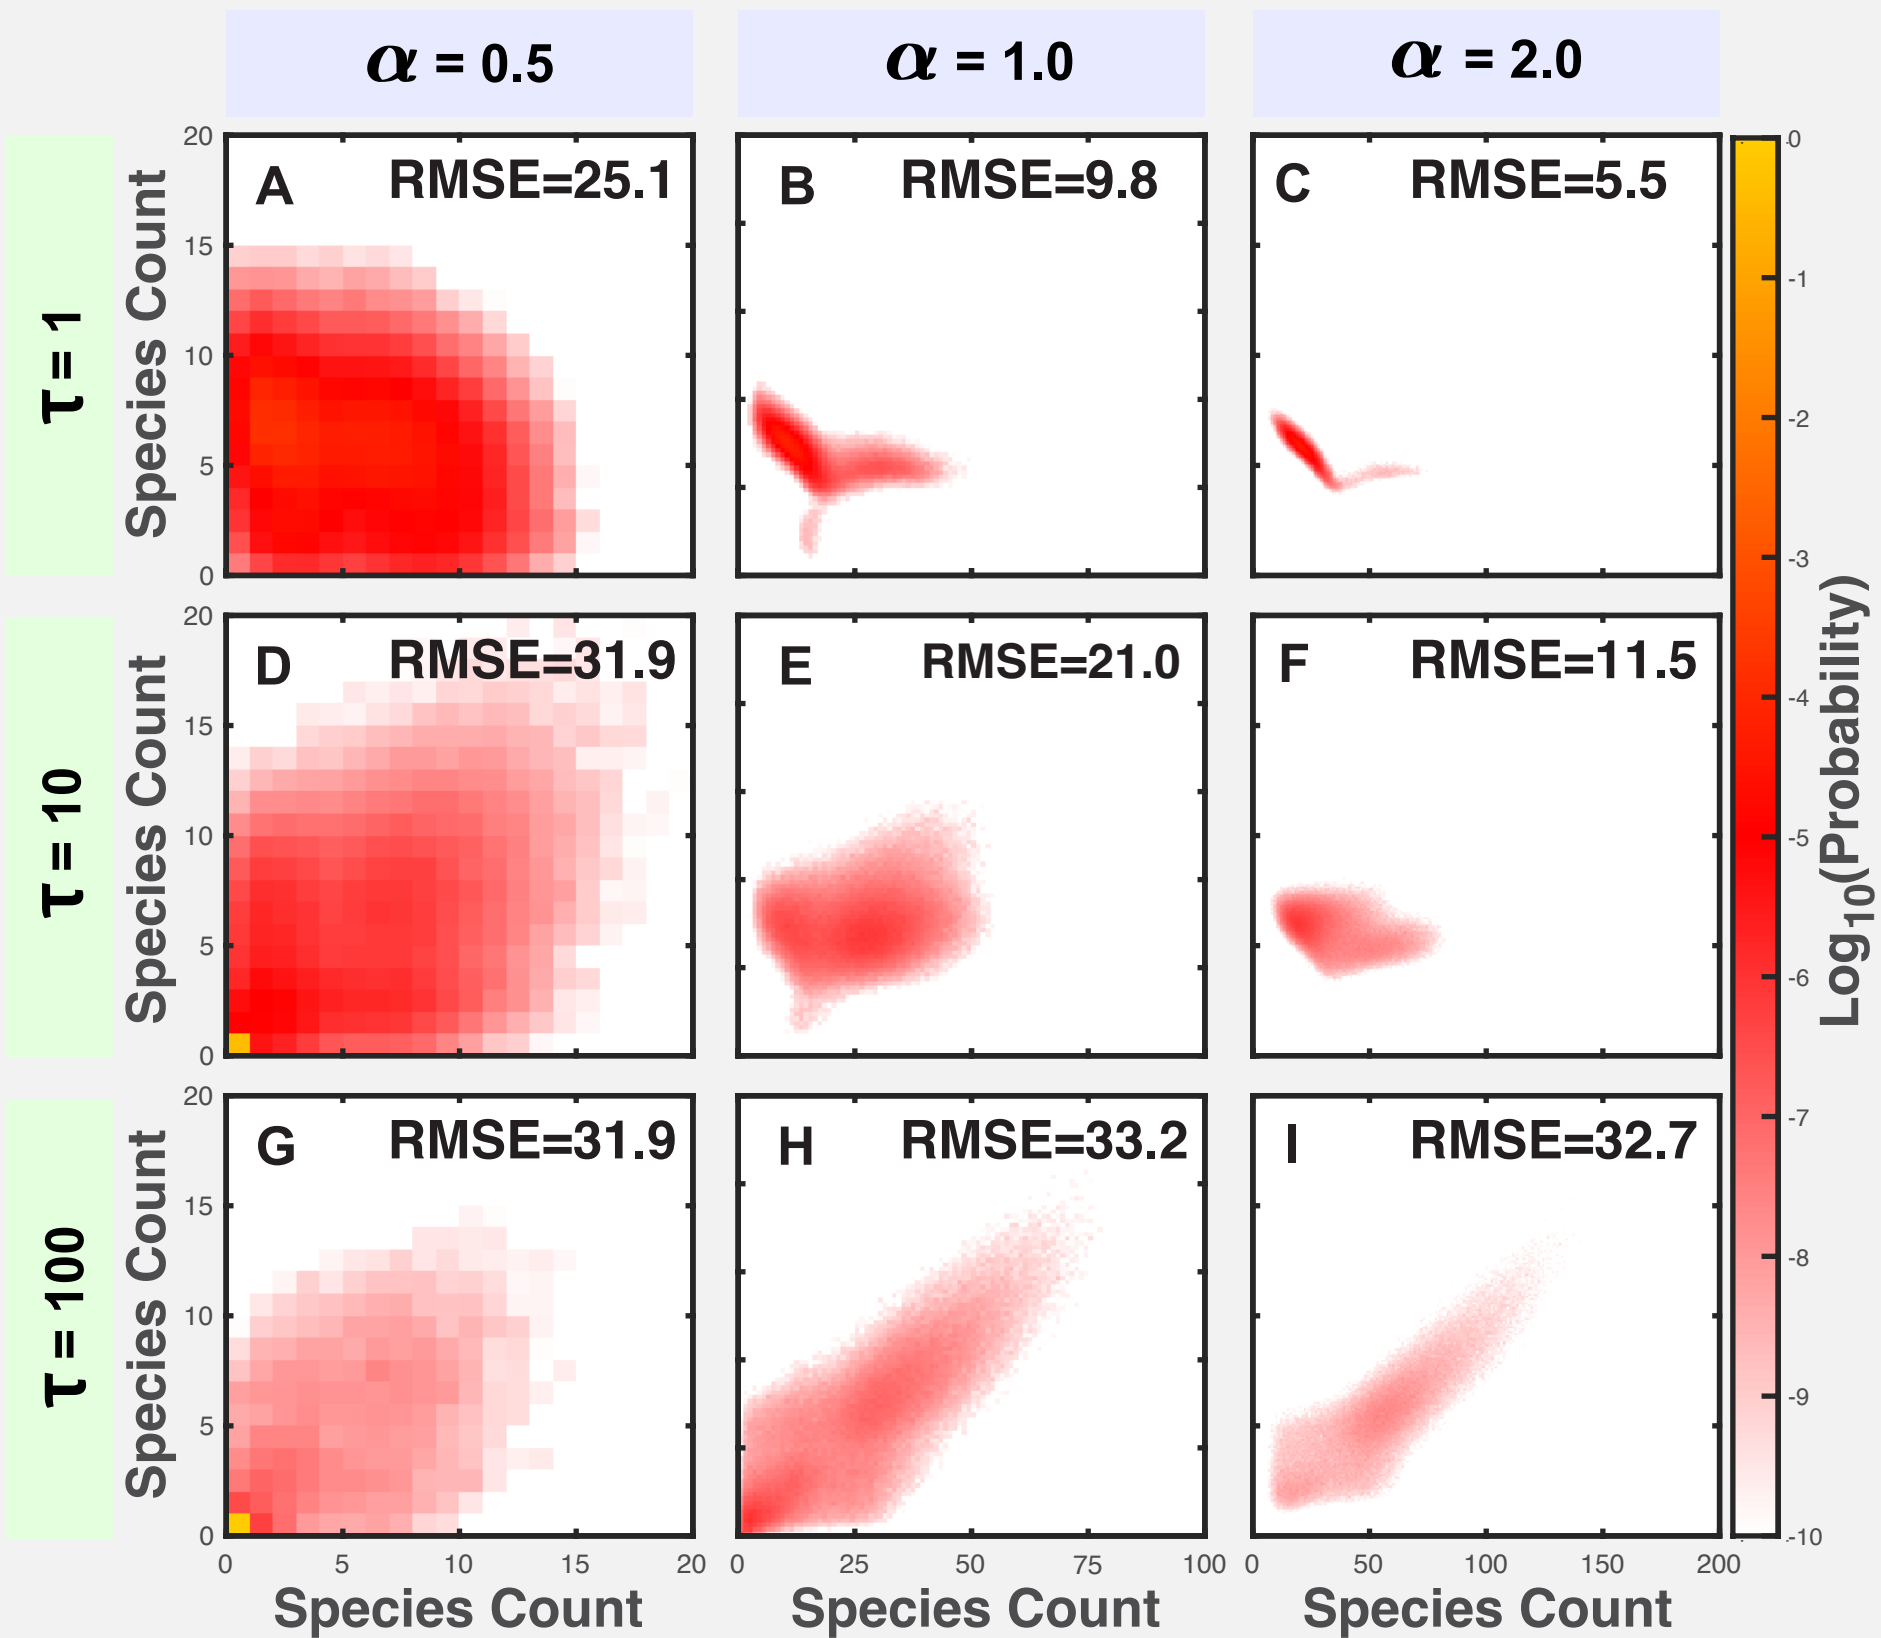 α = 0.5
α = 1.0
α = 2.0
τ = 1
Species Count
20
15
10
5
0
A RMSE=25.1
B RMSE=9.8
C RMSE=5.5
τ = 10
Species Count
20
15
10
5
0
D RMSE=31.9
E RMSE=21.0
F RMSE=11.5
τ = 100
Species Count
20
15
10
5
0
G RMSE=31.9
H RMSE=33.2
I RMSE=32.7
0 5 10 15 20
0 25 50 75 100
0 50 100 150 200
Species Count
Species Count
Species Count
0
-1
-2
-3
-4
-5
-6
-7
-8
-9
-10
Log10(Probability)